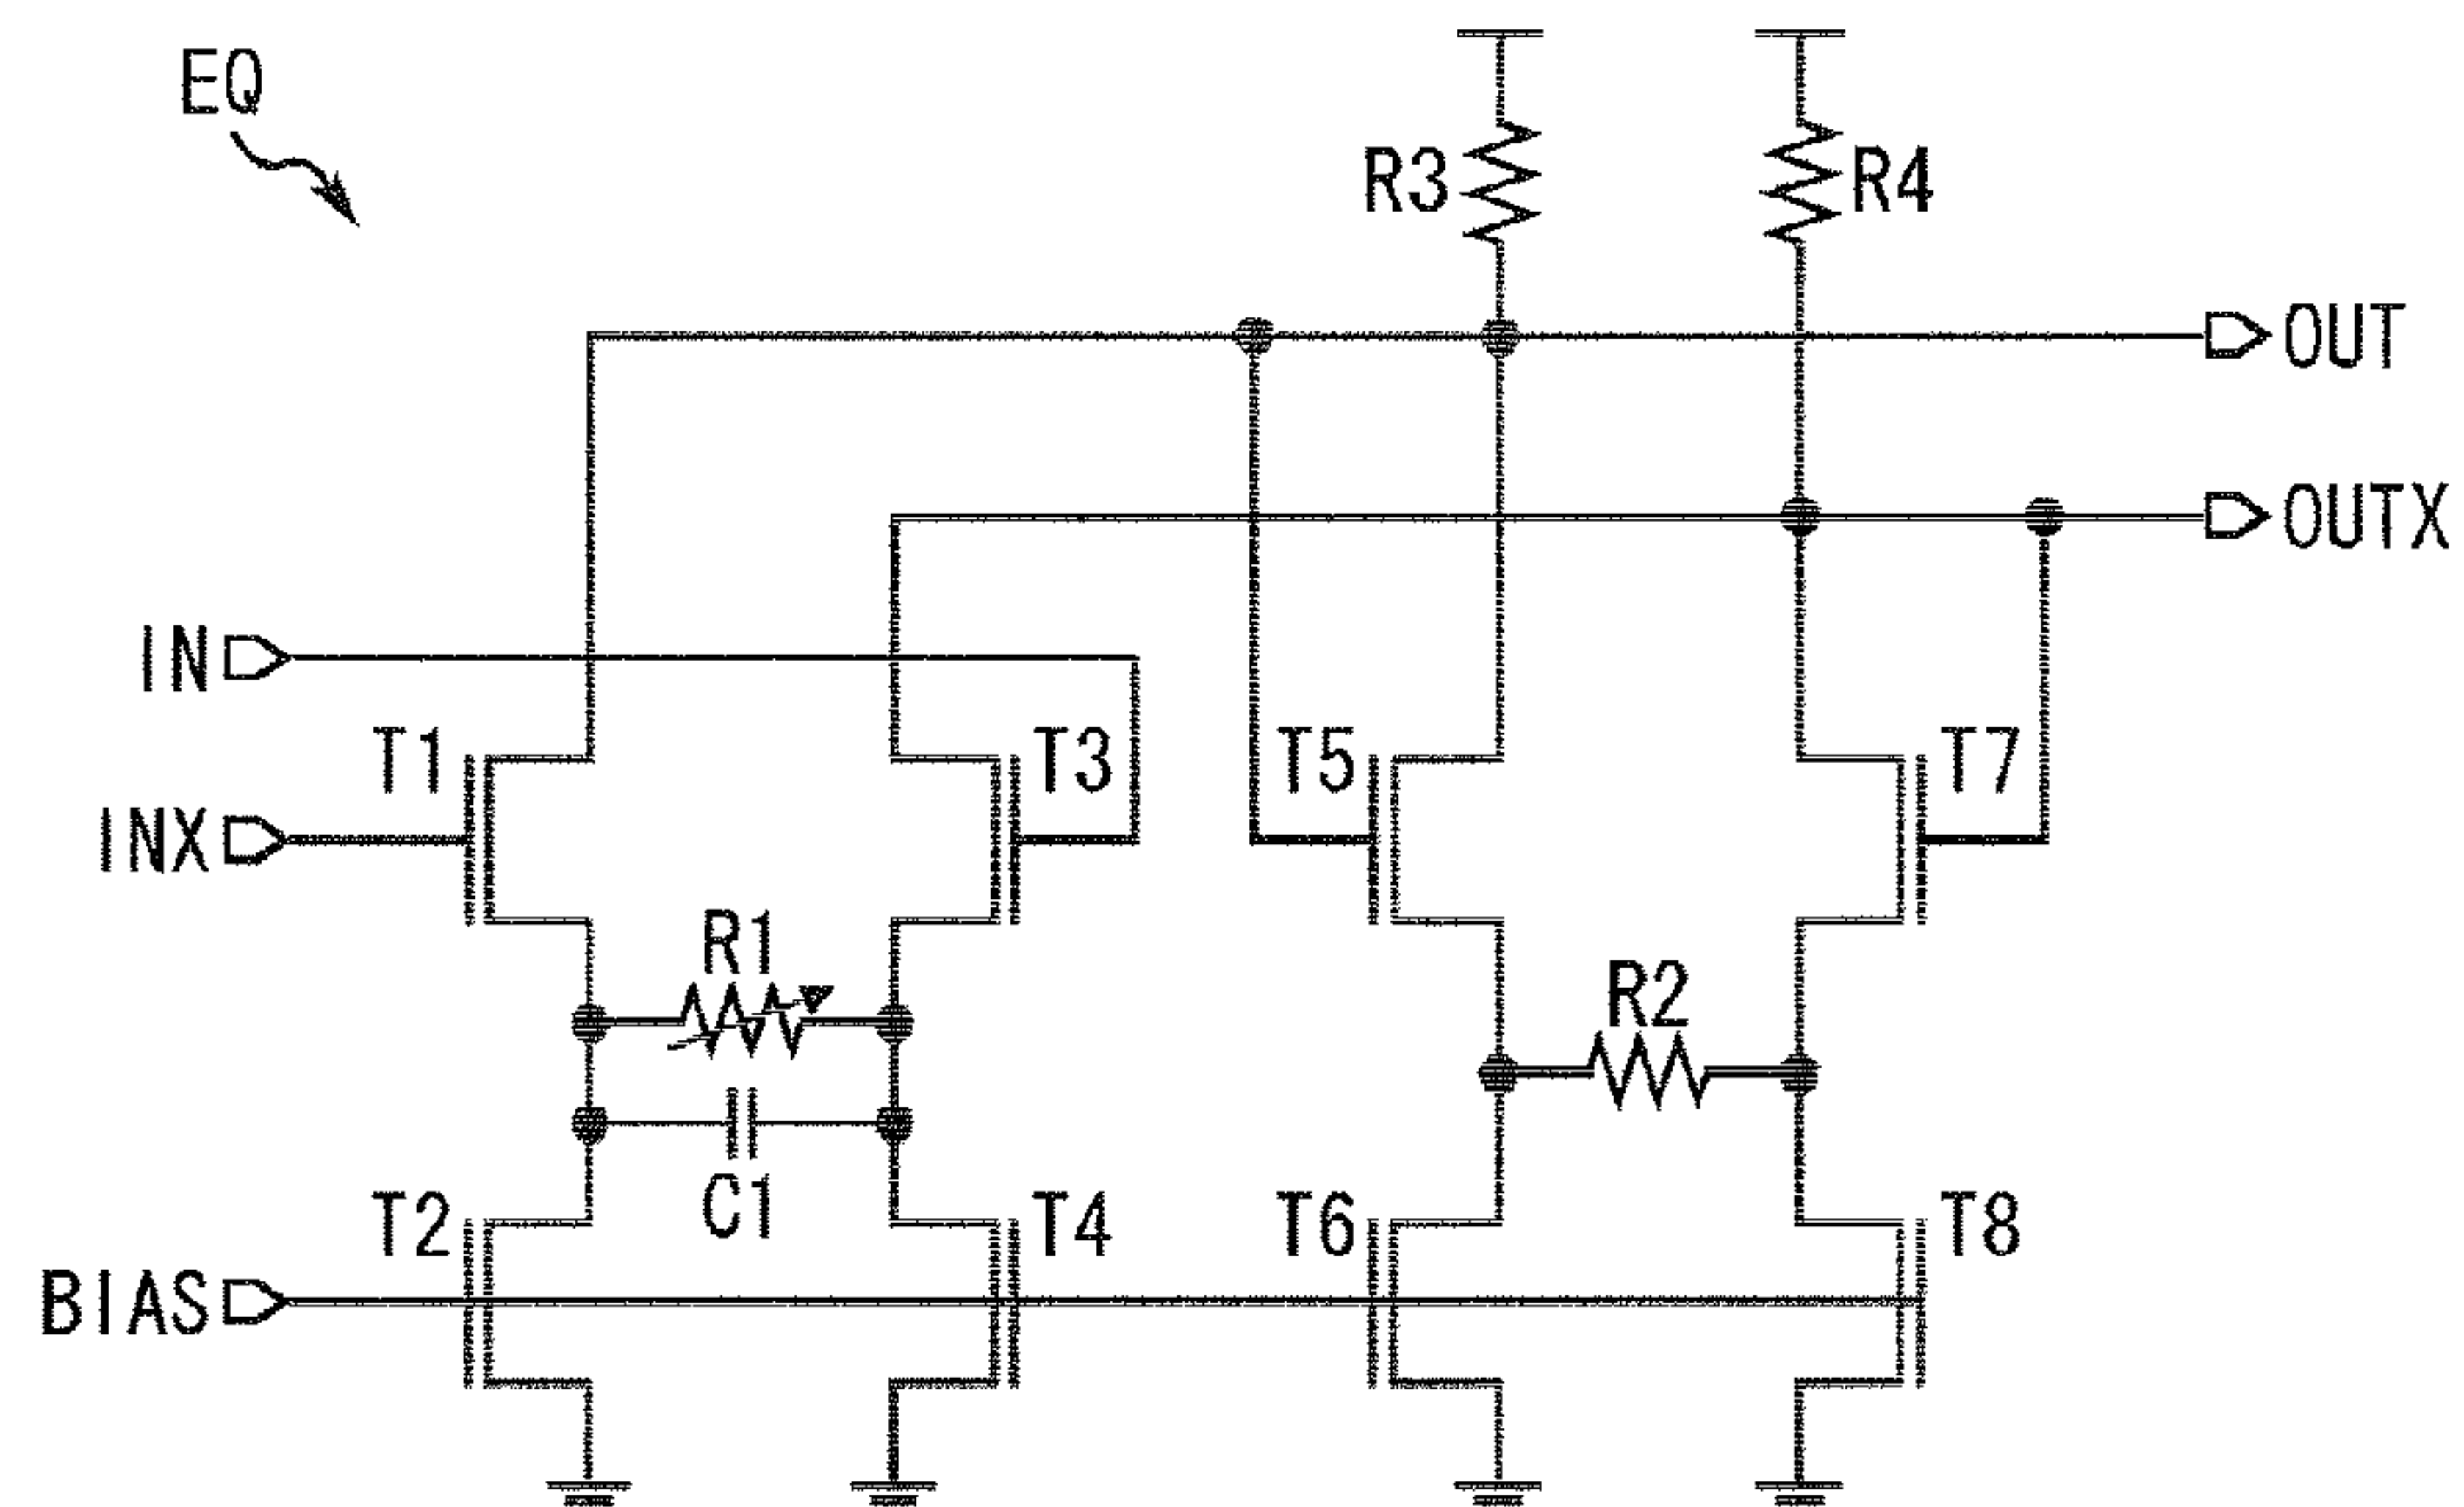 EQ
R3
R4
OUT
OUTX
IN
T1
T3
T5
T7
INX
R1
R2
C1
T2
T4
T6
T8
BIAS